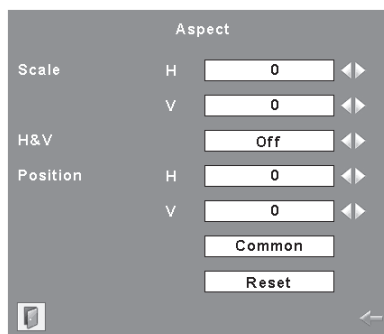 Aspect
Scale H 0
V 0
H&V Off
Position H 0
V 0
Common
Reset